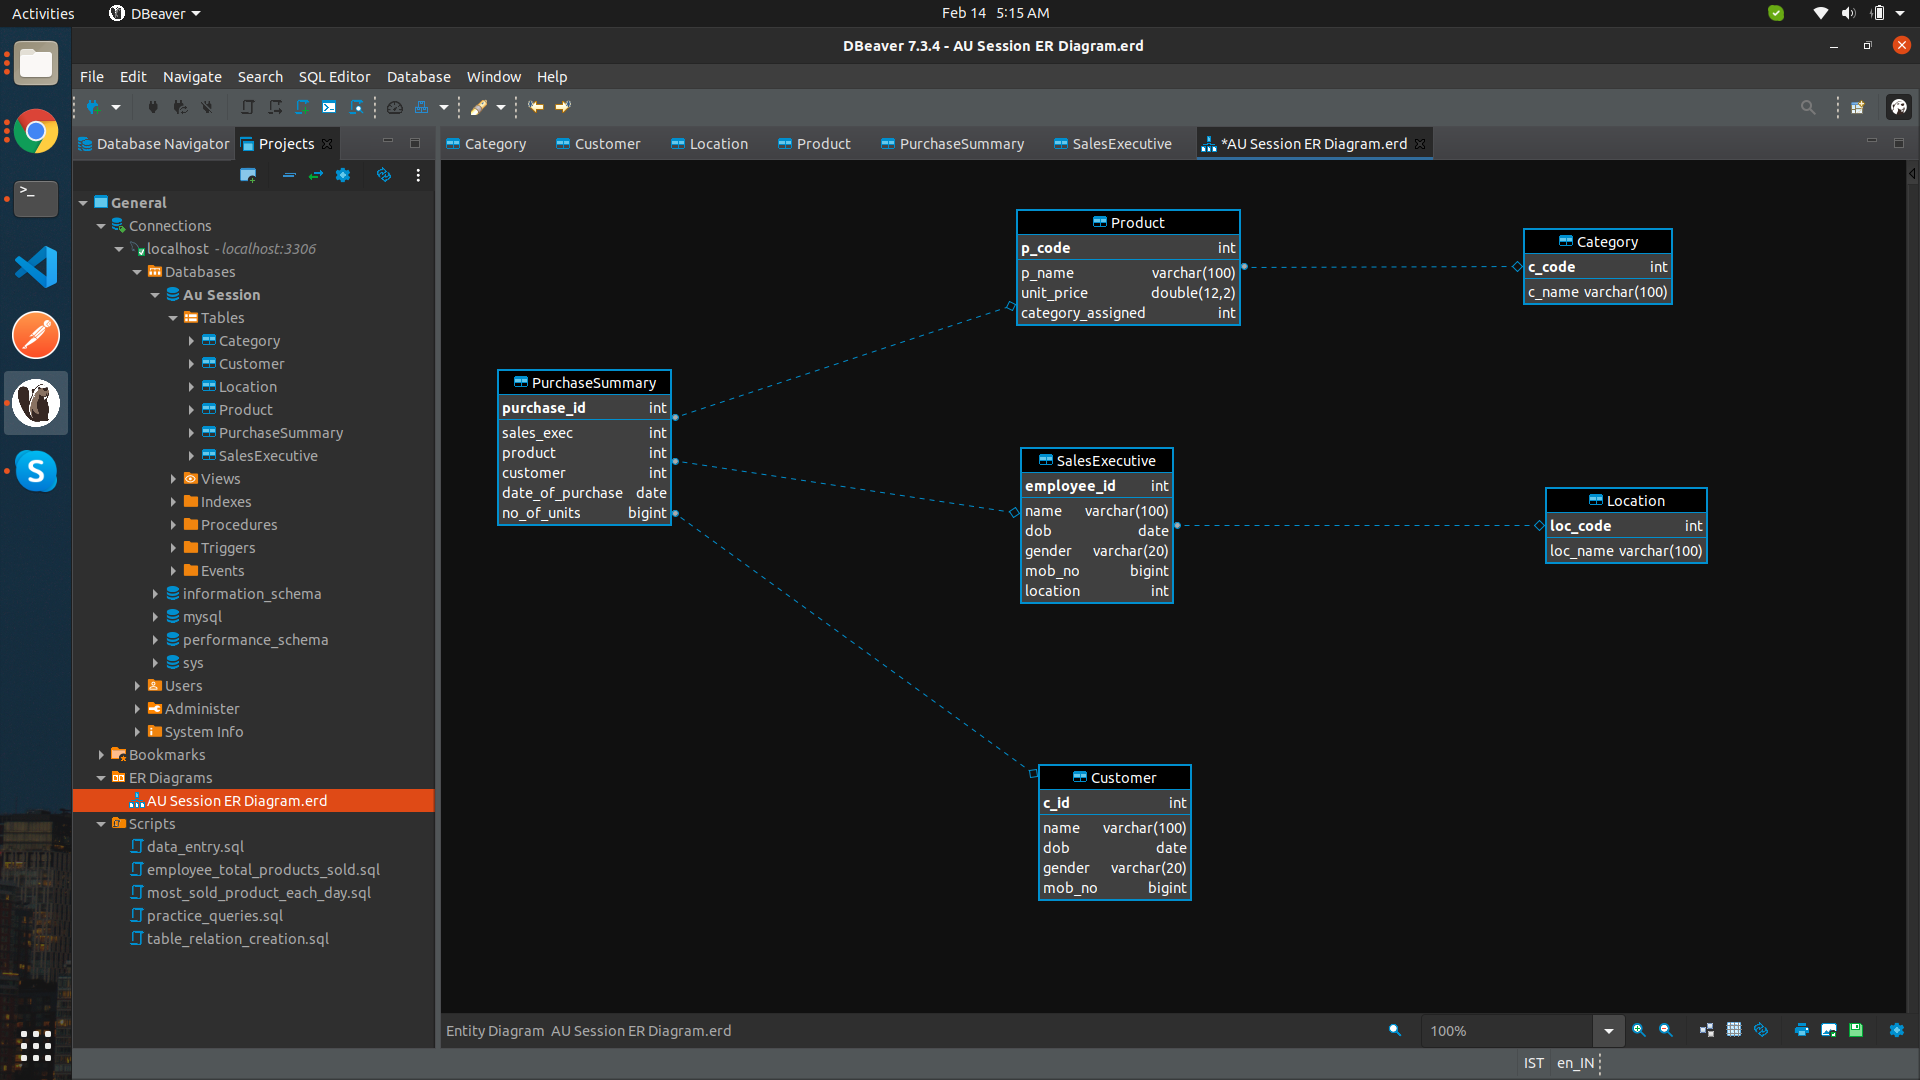 Activities DBeaver Feb 14 5:15 AM
DBeaver 7.3.4 - AU Session ER Diagram.erd
File Edit Navigate Search SQL Editor Database Window Help
Database Navigator Projects
Category Customer Location Product PurchaseSummary SalesExecutive *AU Session ER Diagram.erd
General
Connections
localhost - localhost:3306
Databases
Au Session
Tables
Category
Customer
Location
Product
PurchaseSummary
SalesExecutive
Views
Indexes
Procedures
Triggers
Events
information_schema
mysql
performance_schema
sys
Users
Administer
System Info
Bookmarks
ER Diagrams
AU Session ER Diagram.erd
Scripts
data_entry.sql
employee_total_products_sold.sql
most_sold_product_each_day.sql
practice_queries.sql
table_relation_creation.sql
PurchaseSummary
purchase_id int
sales_exec int
product int
customer int
date_of_purchase date
no_of_units bigint
Product
p_code int
p_name varchar(100)
unit_price double(12,2)
category_assigned int
Category
c_code int
c_name varchar(100)
SalesExecutive
employee_id int
name varchar(100)
dob date
gender varchar(20)
mob_no bigint
location int
Location
loc_code int
loc_name varchar(100)
Customer
c_id int
name varchar(100)
dob date
gender varchar(20)
mob_no bigint
Entity Diagram AU Session ER Diagram.erd
100%
IST en_IN